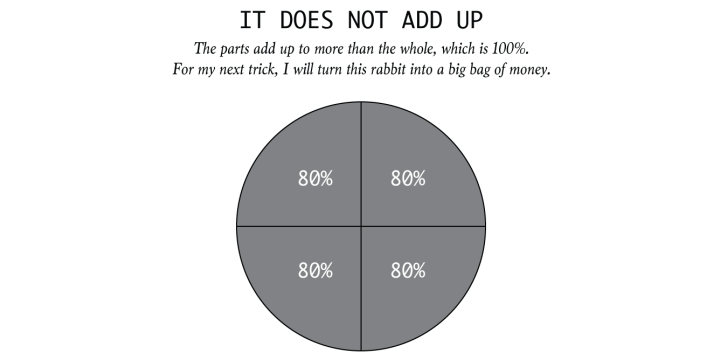 IT DOES NOT ADD UP
The parts add up to more than the whole, which is 100%.
For my next trick, I will turn this rabbit into a big bag of money.
80% 80%
80% 80%